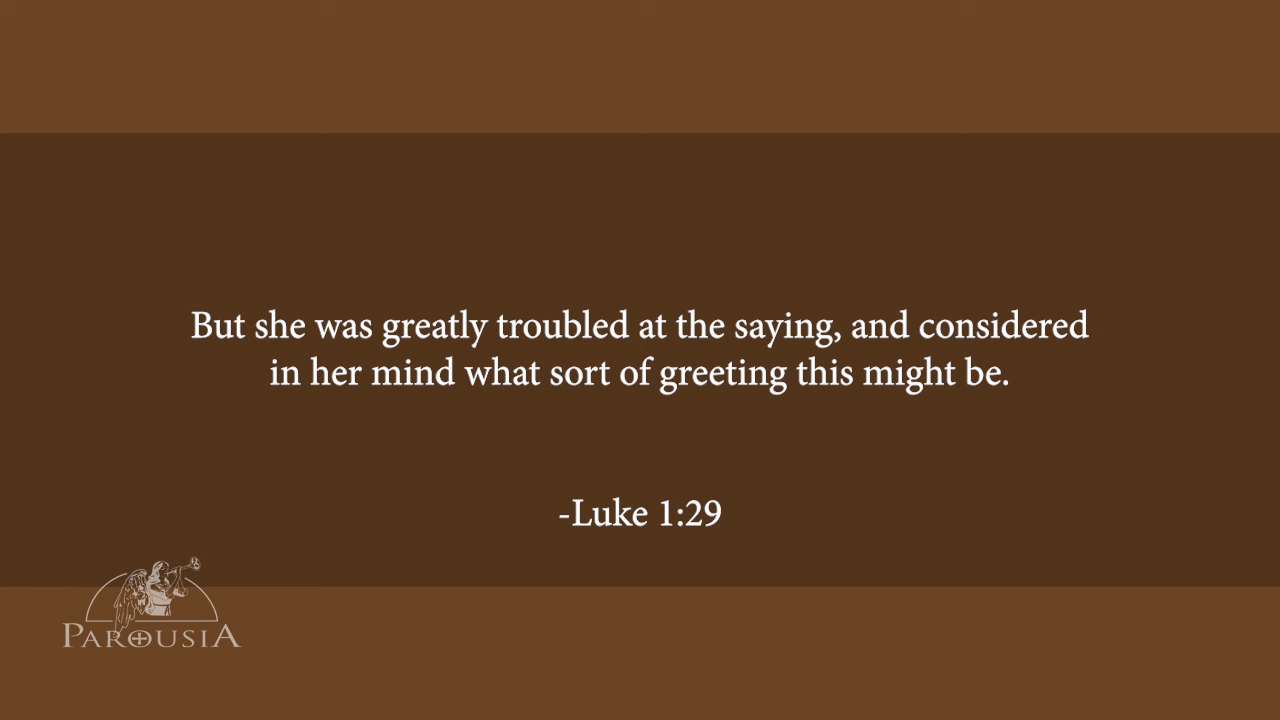 But she was greatly troubled at the saying, and considered
in her mind what sort of greeting this might be.
-Luke 1:29
PAROUSIA